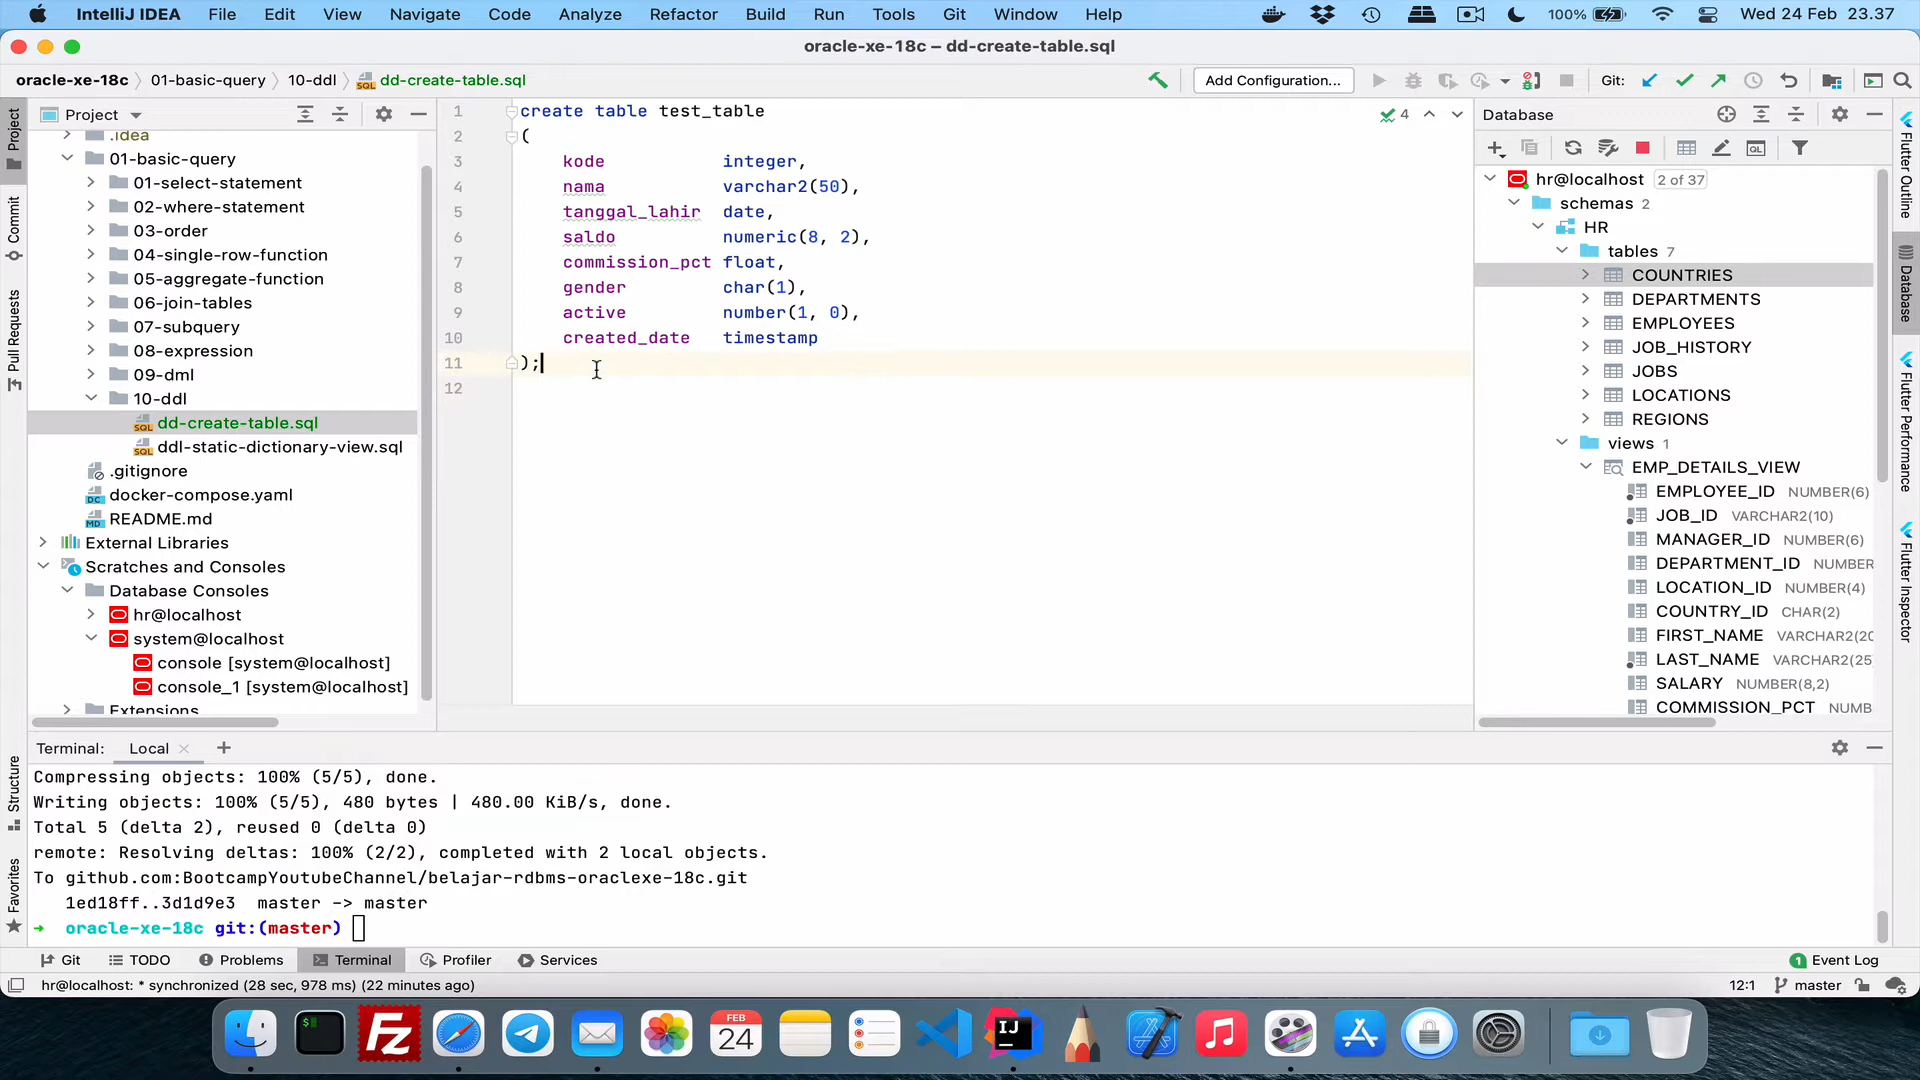 IntelliJ IDEA File Edit View Navigate Code Analyze Refactor Build Run Tools Git Window Help 100% Wed 24 Feb 23.37
oracle-xe-18c – dd-create-table.sql
oracle-xe-18c 01-basic-query 10-ddl dd-create-table.sql Add Configuration... Git:
Project
.idea
01-basic-query
01-select-statement
02-where-statement
03-order
04-single-row-function
05-aggregate-function
06-join-tables
07-subquery
08-expression
09-dml
10-ddl
dd-create-table.sql
ddl-static-dictionary-view.sql
.gitignore
docker-compose.yaml
README.md
External Libraries
Scratches and Consoles
Database Consoles
hr@localhost
system@localhost
console [system@localhost]
console_1 [system@localhost]
Extensions
1 create table test_table
2 (
3 kode integer,
4 nama varchar2(50),
5 tanggal_lahir date,
6 saldo numeric(8, 2),
7 commission_pct float,
8 gender char(1),
9 active number(1, 0),
10 created_date timestamp
11 );
12
4
Database
hr@localhost 2 of 37
schemas 2
HR
tables 7
COUNTRIES
DEPARTMENTS
EMPLOYEES
JOB_HISTORY
JOBS
LOCATIONS
REGIONS
views 1
EMP_DETAILS_VIEW
EMPLOYEE_ID NUMBER(6)
JOB_ID VARCHAR2(10)
MANAGER_ID NUMBER(6)
DEPARTMENT_ID NUMBER
LOCATION_ID NUMBER(4)
COUNTRY_ID CHAR(2)
FIRST_NAME VARCHAR2(20
LAST_NAME VARCHAR2(25
SALARY NUMBER(8,2)
COMMISSION_PCT NUMB
Project
Commit
Pull Requests
Structure
Favorites
Flutter Outline
Database
Flutter Performance
Flutter Inspector
Terminal: Local
Compressing objects: 100% (5/5), done.
Writing objects: 100% (5/5), 480 bytes | 480.00 KiB/s, done.
Total 5 (delta 2), reused 0 (delta 0)
remote: Resolving deltas: 100% (2/2), completed with 2 local objects.
To github.com:BootcampYoutubeChannel/belajar-rdbms-oraclexe-18c.git
1ed18ff..3d1d9e3 master -> master
→ oracle-xe-18c git:(master)
Git TODO Problems Terminal Profiler Services 1 Event Log
hr@localhost: * synchronized (28 sec, 978 ms) (22 minutes ago) 12:1 master
FEB
24